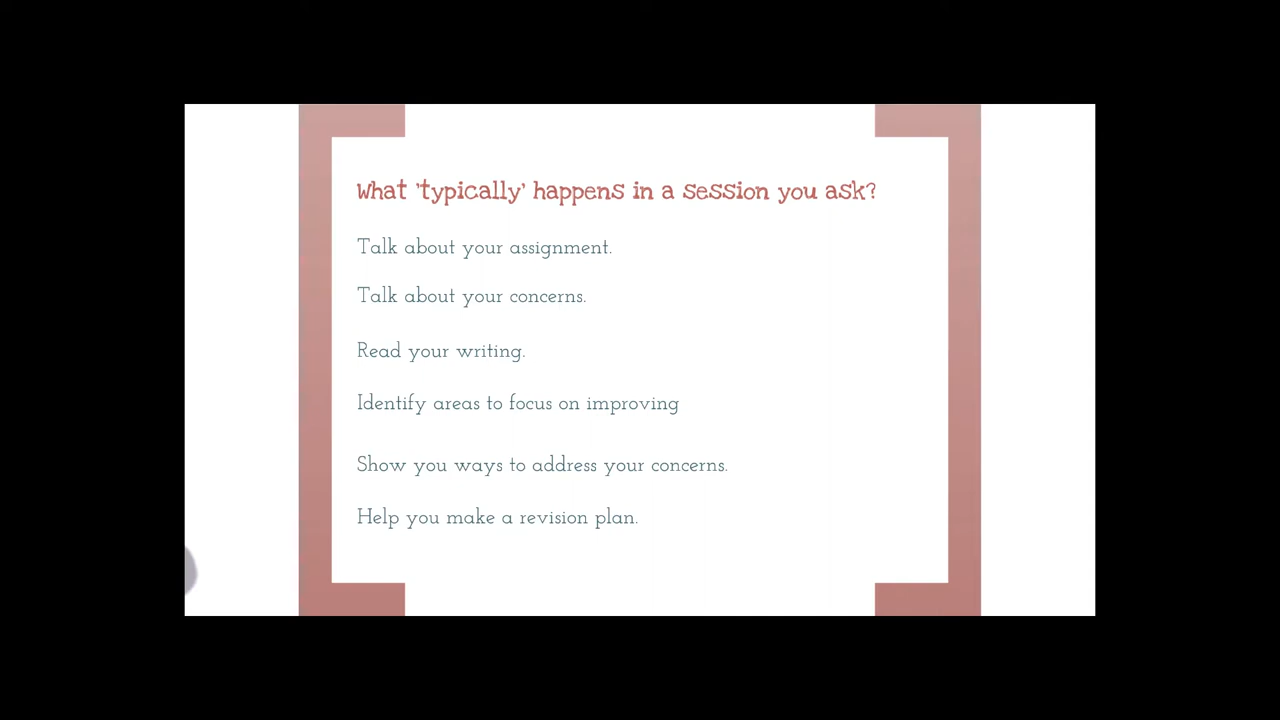 What 'typically' happens in a session you ask?
Talk about your assignment.
Talk about your concerns.
Read your writing.
Identify areas to focus on improving
Show you ways to address your concerns.
Help you make a revision plan.